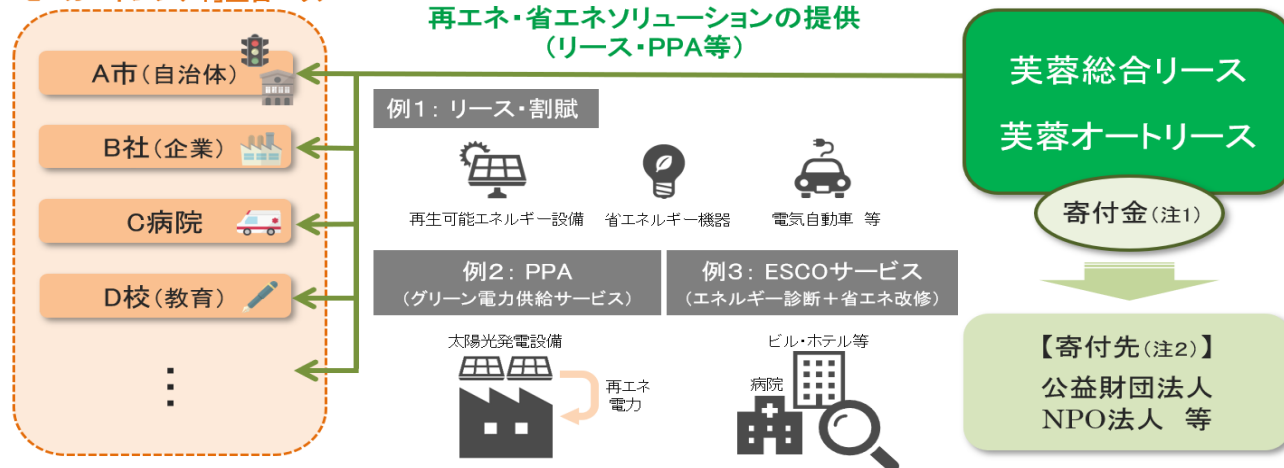 再エネ・省エネソリューションの提供
(リース・PPA等)
A市(自治体)
B社(企業)
C病院
D校(教育)
例1: リース・割賦
再生可能エネルギー設備
省エネルギー機器
電気自動車 等
例2: PPA
(グリーン電力供給サービス)
太陽光発電設備
再エネ
電力
例3: ESCOサービス
(エネルギー診断+省エネ改修)
ビル・ホテル等
病院
芙蓉総合リース
芙蓉オートリース
寄付金(注1)
【寄付先(注2)】
公益財団法人
NPO法人 等